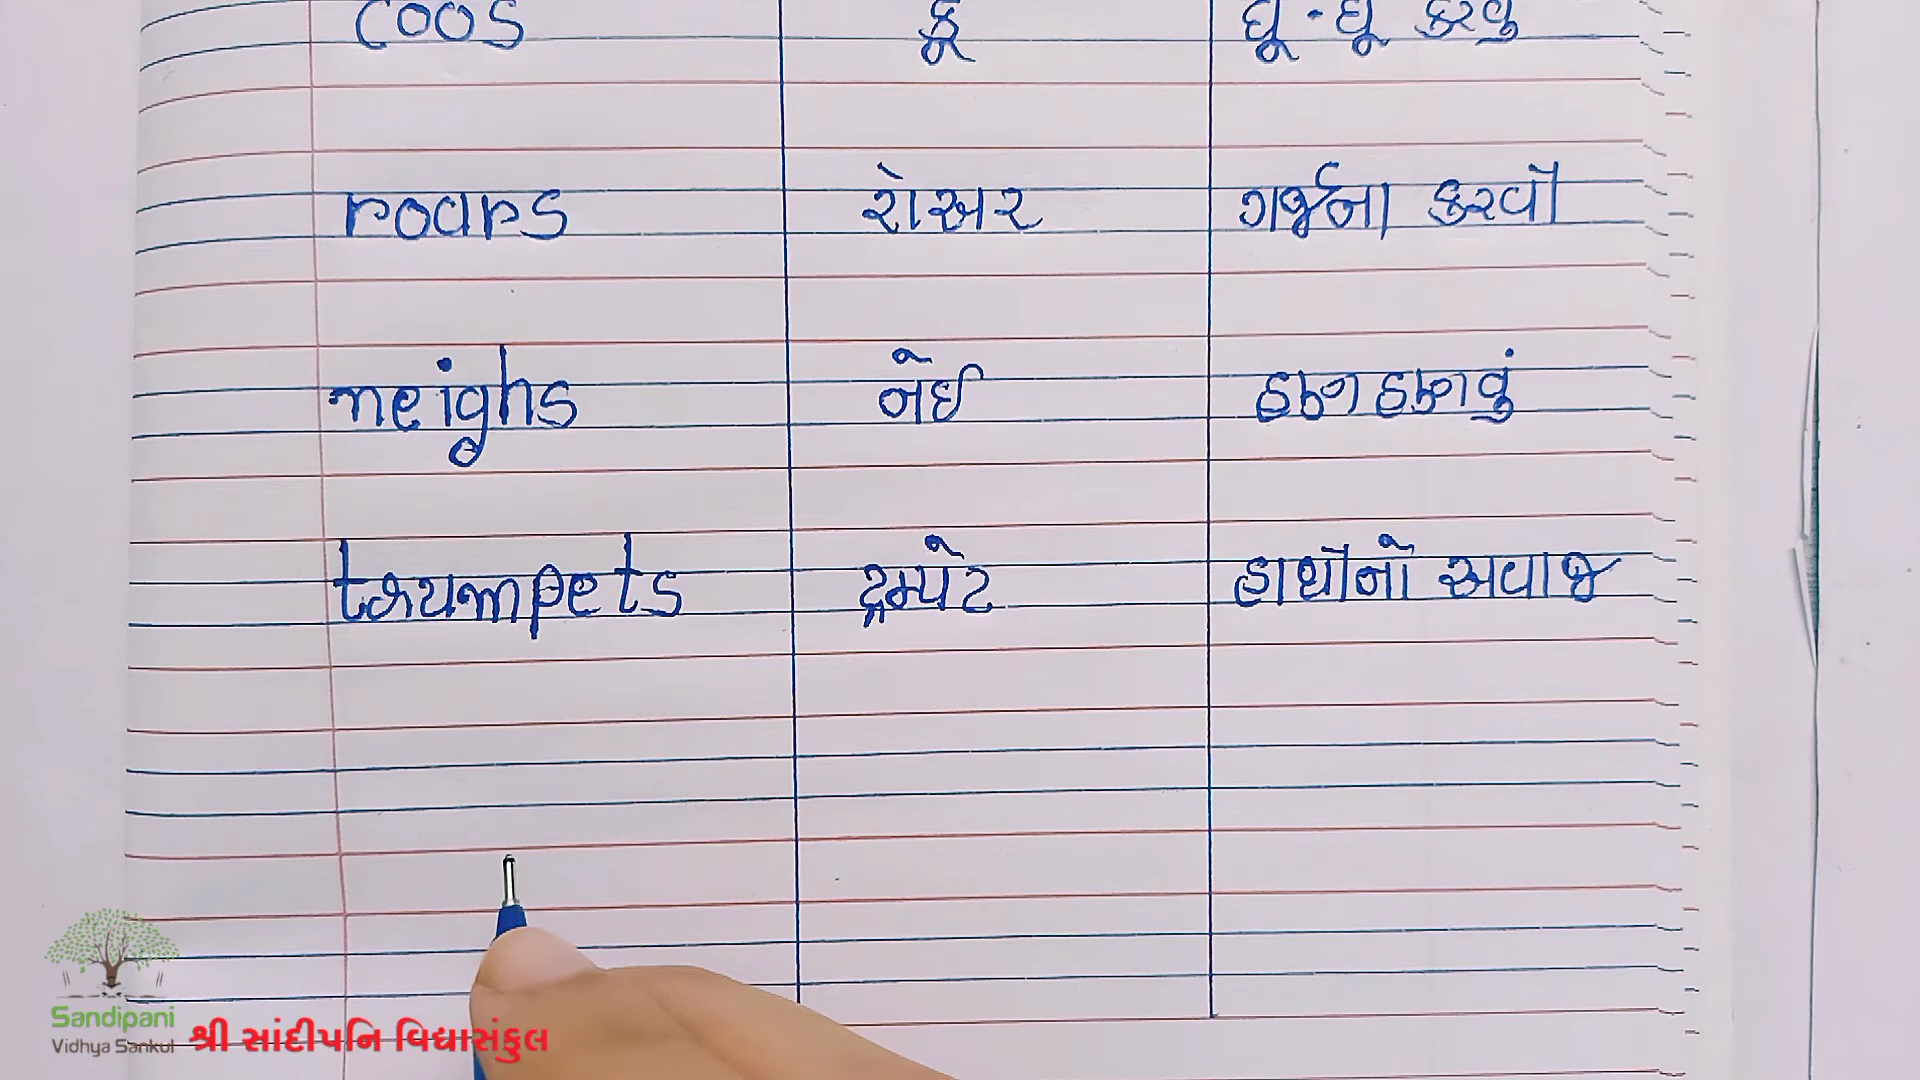 coos કૂ ઘૂ-ઘૂ કરવુ
roars રોઅર ગર્જના કરવી
neighs નેઈ હણહણવું
trumpets ટ્રમ્પેટ હાથીનો અવાજ
Sandipani
Vidhya Sankul શ્રી સાંદીપનિ વિદ્યાસંકુલ